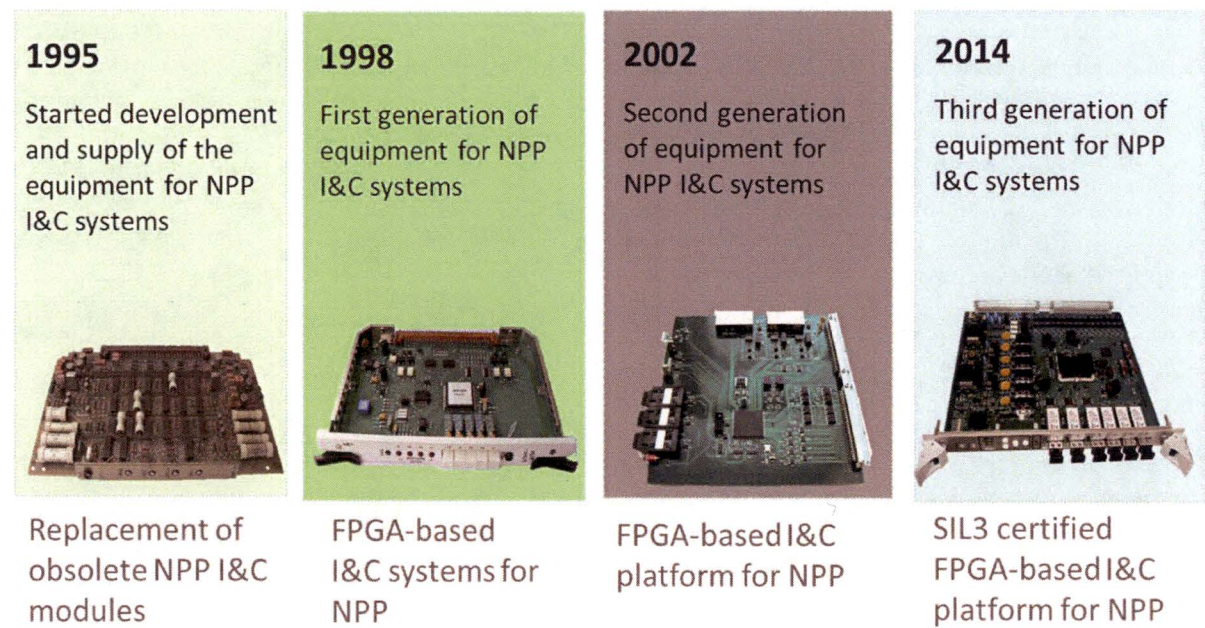 1995
Started development
and supply of the
equipment for NPP
I&C systems
Replacement of
obsolete NPP I&C
modules
1998
First generation of
equipment for NPP
I&C systems
FPGA-based
I&C systems for
NPP
2002
Second generation
of equipment for
NPP I&C systems
FPGA-based I&C
platform for NPP
2014
Third generation of
equipment for NPP
I&C systems
SIL3 certified
FPGA-based I&C
platform for NPP